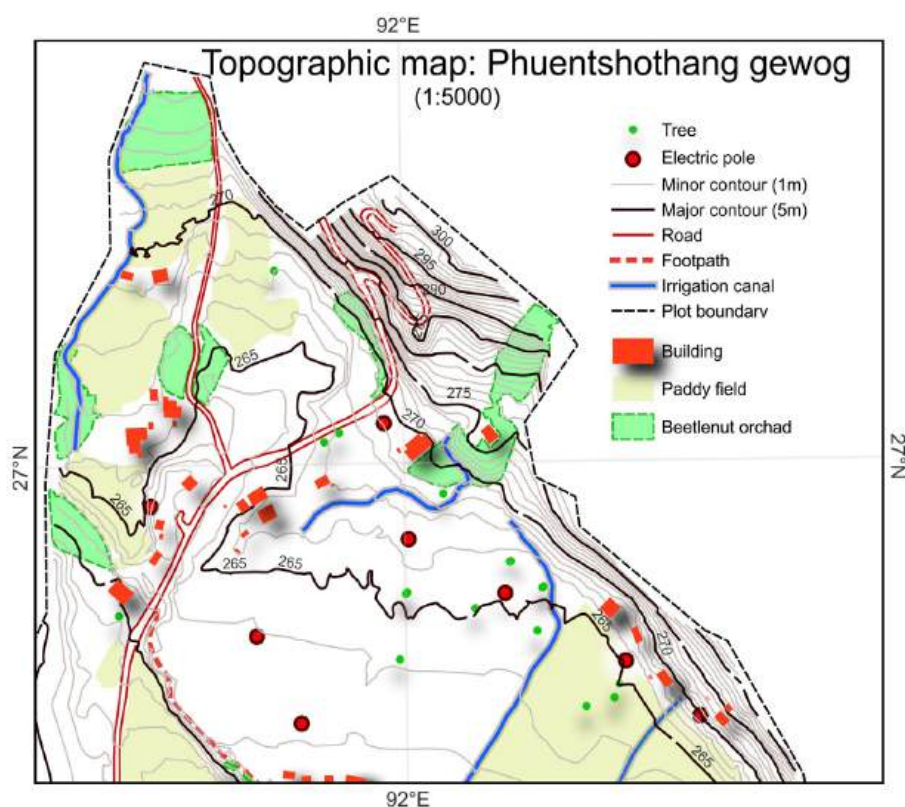 92°E
Topographic map: Phuentshothang gewog
(1:5000)
Tree
Electric pole
Minor contour (1m)
Major contour (5m)
Road
Footpath
Irrigation canal
Plot boundary
Building
Paddy field
Beetlenut orchad
270
300
295
290
265
275
270
265
27°N
27°N
265
265
265
265
270
265
92°E